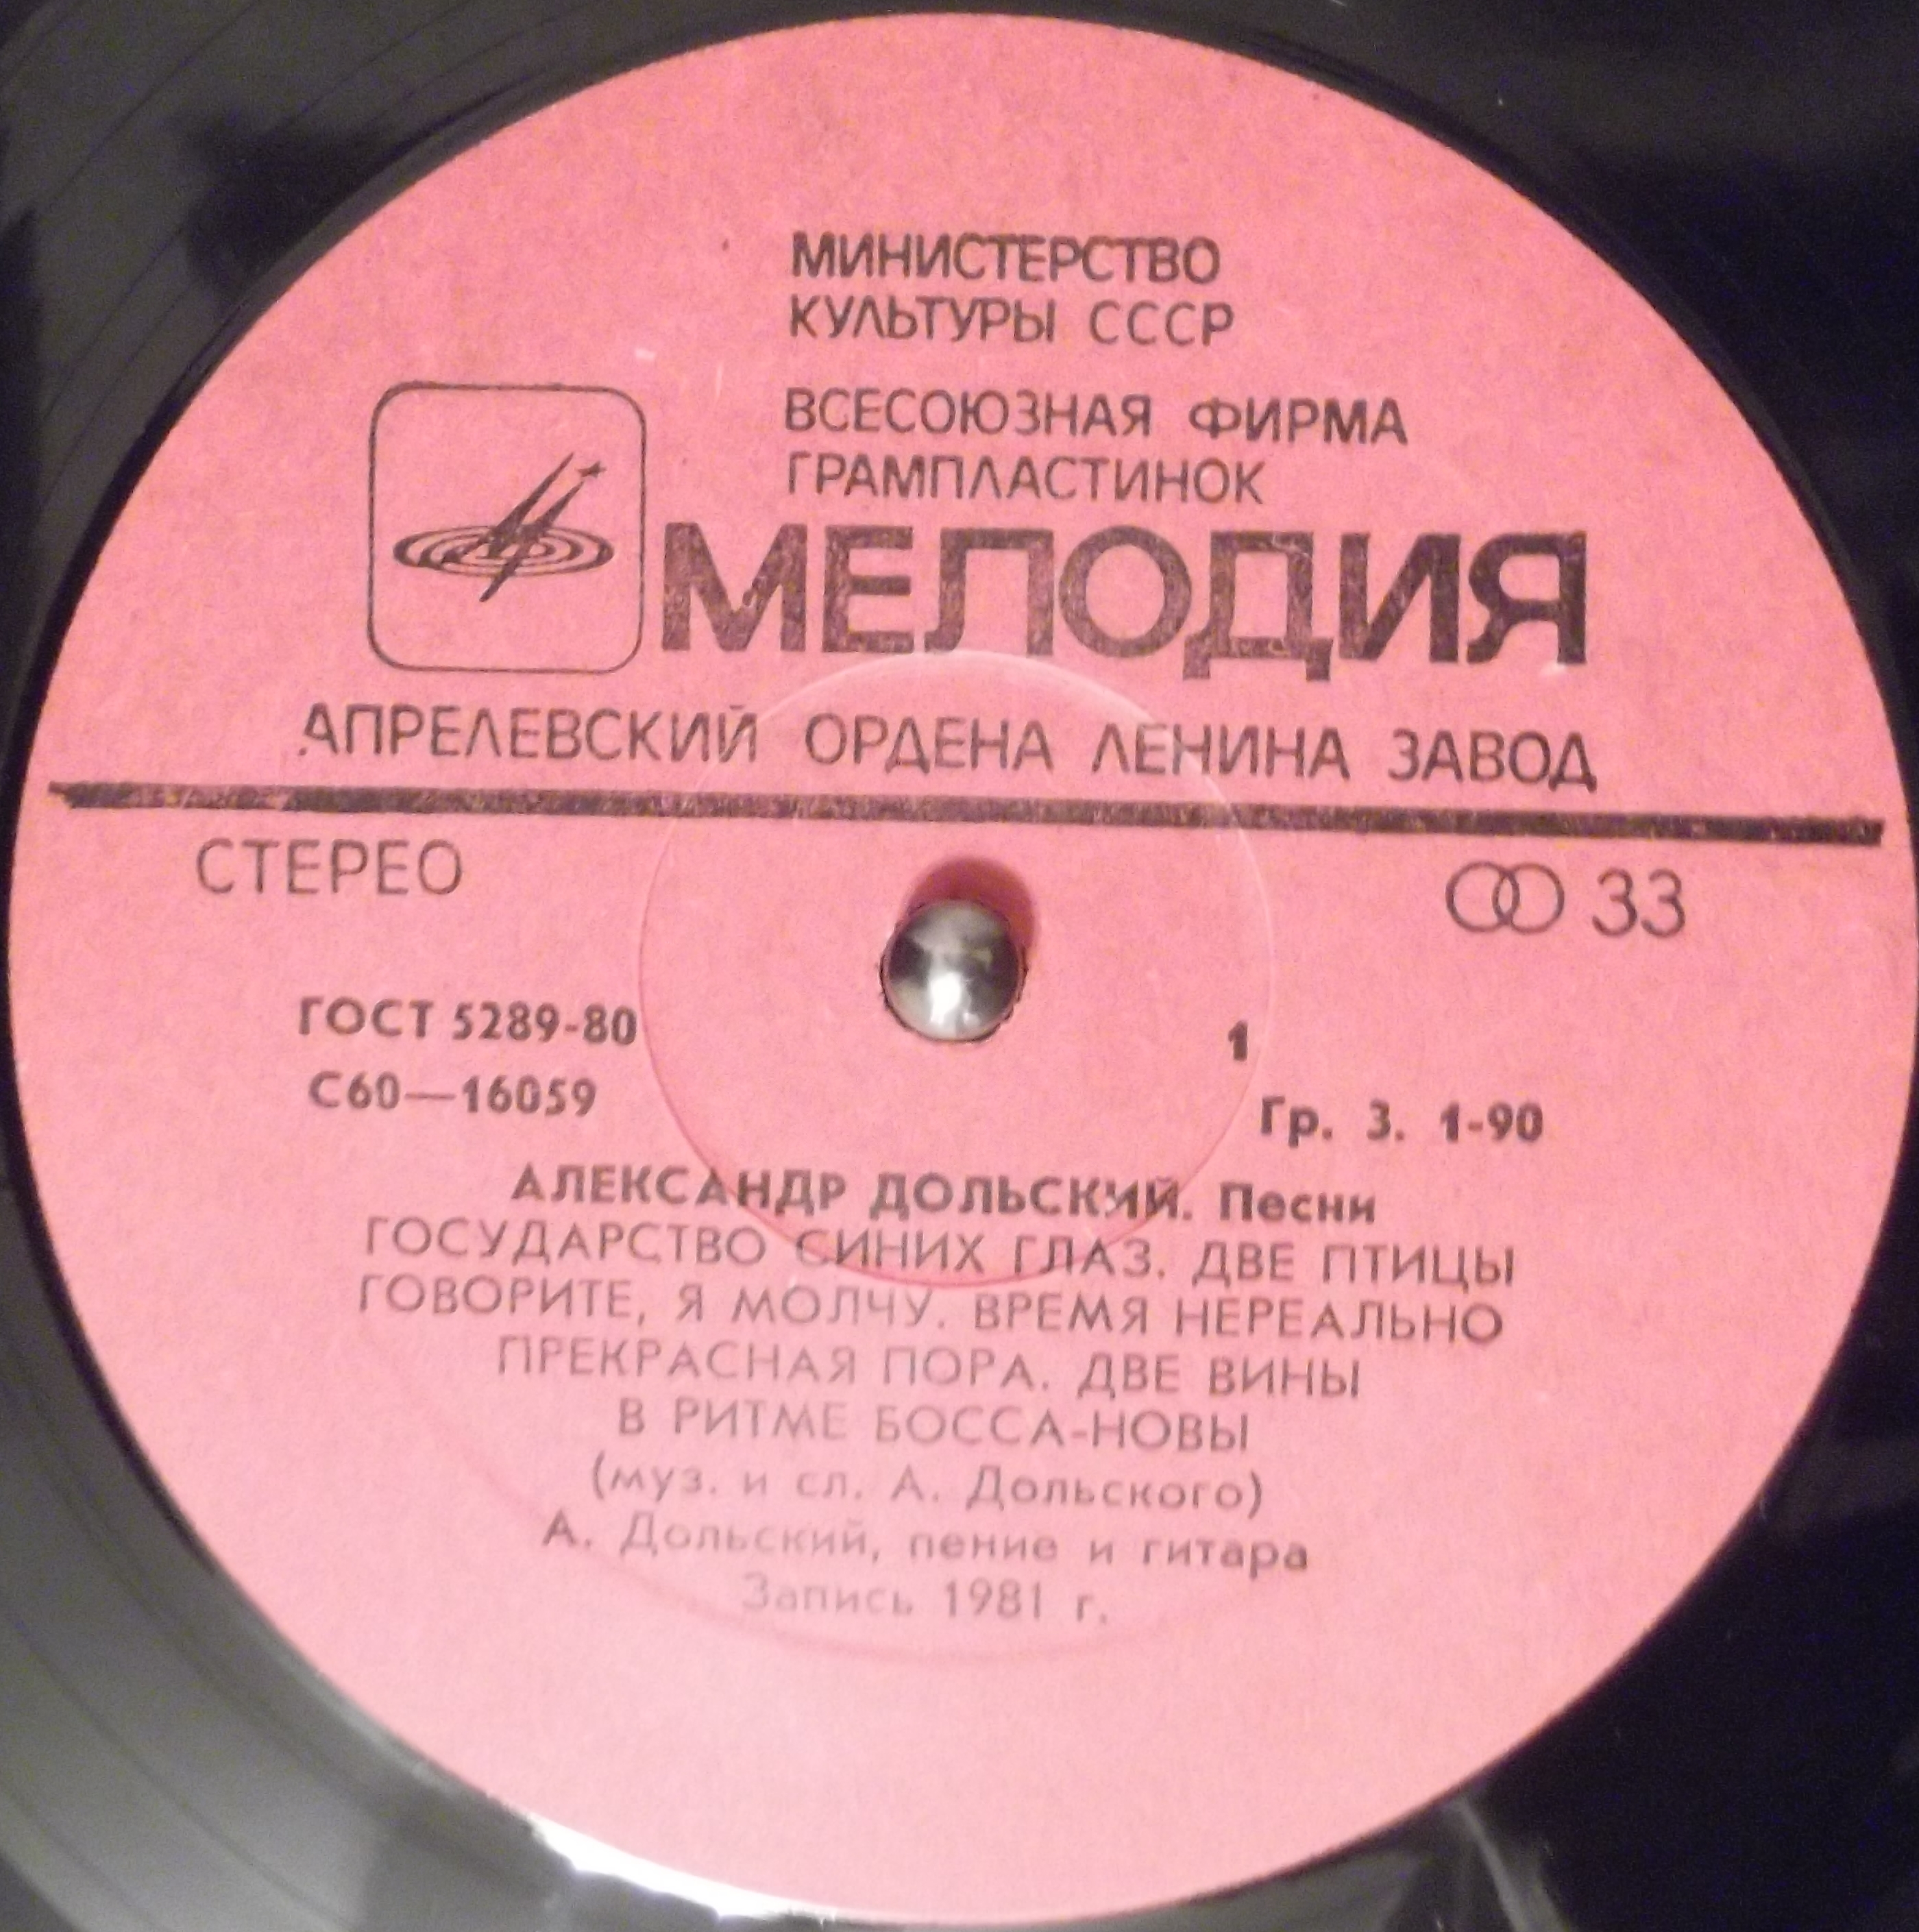 МИНИСТЕРСТВО
КУЛЬТУРЫ СССР
ВСЕСОЮЗНАЯ ФИРМА
ГРАМПЛАСТИНОК
МЕЛОДИЯ
АПРЕЛЕВСКИЙ ОРДЕНА ЛЕНИНА ЗАВОД
СТЕРЕО
33
ГОСТ 5289-80
1
С60—16059
Гр. 3. 1-90
АЛЕКСАНДР ДОЛЬСКИЙ. Песни
ГОСУДАРСТВО СИНИХ ГЛАЗ. ДВЕ ПТИЦЫ
ГОВОРИТЕ, Я МОЛЧУ. ВРЕМЯ НЕРЕАЛЬНО
ПРЕКРАСНАЯ ПОРА. ДВЕ ВИНЫ
В РИТМЕ БОССА-НОВЫ
(муз. и сл. А. Дольского)
А. Дольский, пение и гитара
Запись 1981 г.